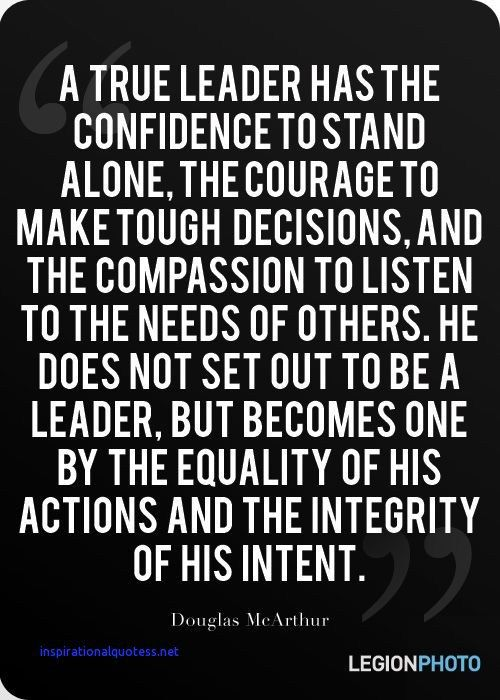 A TRUE LEADER HAS THE
CONFIDENCE TO STAND
ALONE, THE COURAGE TO
MAKE TOUGH DECISIONS, AND
THE COMPASSION TO LISTEN
TO THE NEEDS OF OTHERS. HE
DOES NOT SET OUT TO BE A
LEADER, BUT BECOMES ONE
BY THE EQUALITY OF HIS
ACTIONS AND THE INTEGRITY
OF HIS INTENT.
Douglas McArthur
inspirationalquotess.net
LEGIONPHOTO